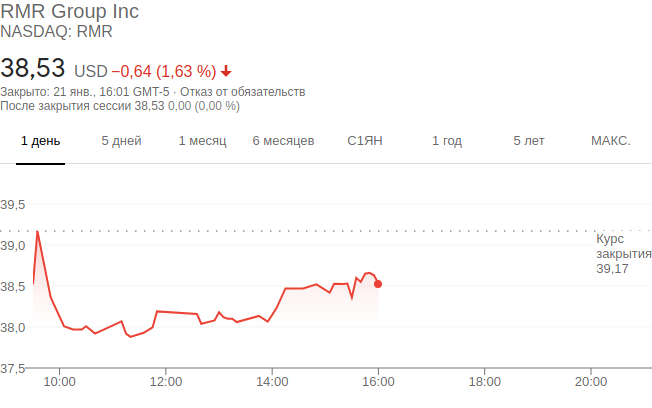 RMR Group Inc
NASDAQ: RMR
38,53 USD −0,64 (1,63 %)
Закрыто: 21 янв., 16:01 GMT-5 · Отказ от обязательств
После закрытия сессии 38,53 0,00 (0,00 %)
1 день 5 дней 1 месяц 6 месяцев С1ЯН 1 год 5 лет МАКС.
39,5
39,0
38,5
38,0
37,5
Курс
закрытия
39,17
10:00 12:00 14:00 16:00 18:00 20:00